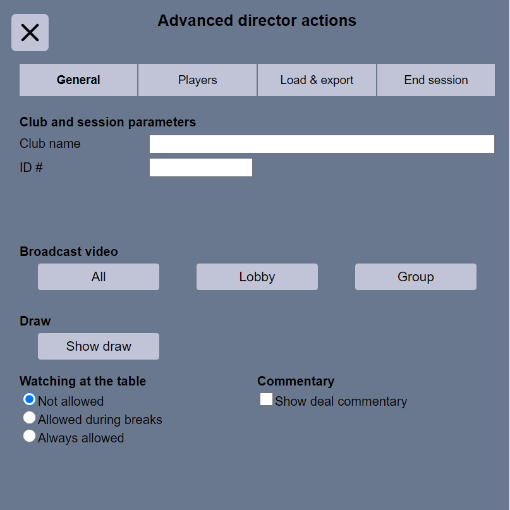 Advanced director actions
General Players Load & export End session
Club and session parameters
Club name
ID #
Broadcast video
All Lobby Group
Draw
Show draw
Watching at the table Commentary
Not allowed Show deal commentary
Allowed during breaks
Always allowed